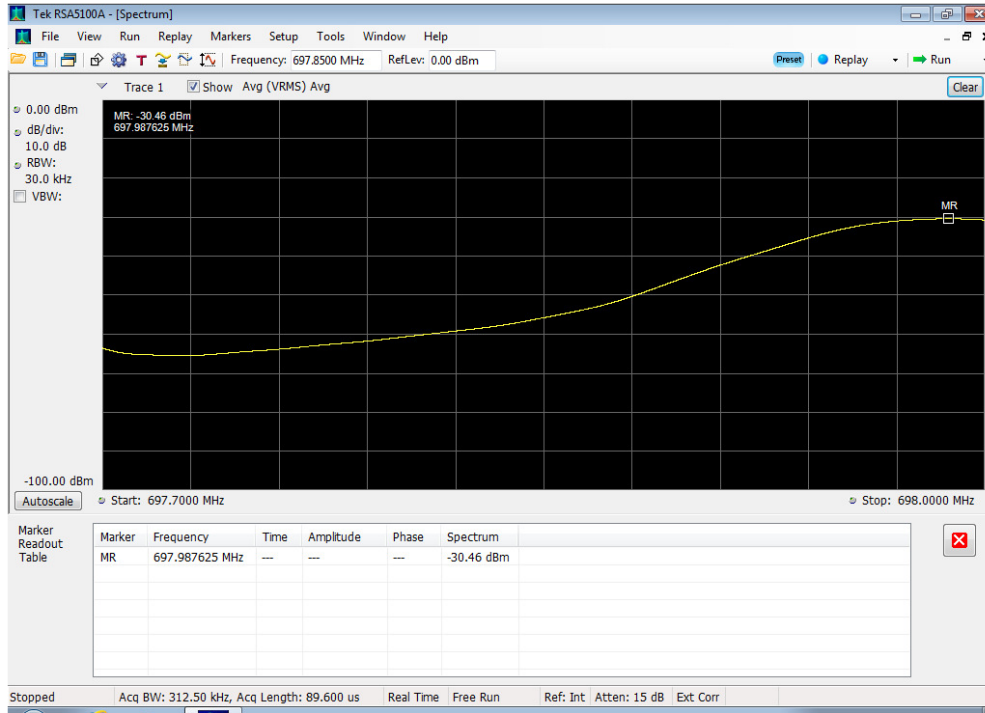 Tek RSA5100A - [Spectrum]
File View Run Replay Markers Setup Tools Window Help
T Frequency: 697.8500 MHz RefLev: 0.00 dBm Preset Replay Run
Trace 1 Show Avg (VRMS) Avg Clear
0.00 dBm
dB/div:
10.0 dB
RBW:
30.0 kHz
VBW:
MR: -30.46 dBm
697.987625 MHz
MR
-100.00 dBm
Autoscale Start: 697.7000 MHz Stop: 698.0000 MHz
Marker
Readout
Table
Marker Frequency Time Amplitude Phase Spectrum
MR 697.987625 MHz --- --- --- -30.46 dBm
Stopped Acq BW: 312.50 kHz, Acq Length: 89.600 us Real Time Free Run Ref: Int Atten: 15 dB Ext Corr